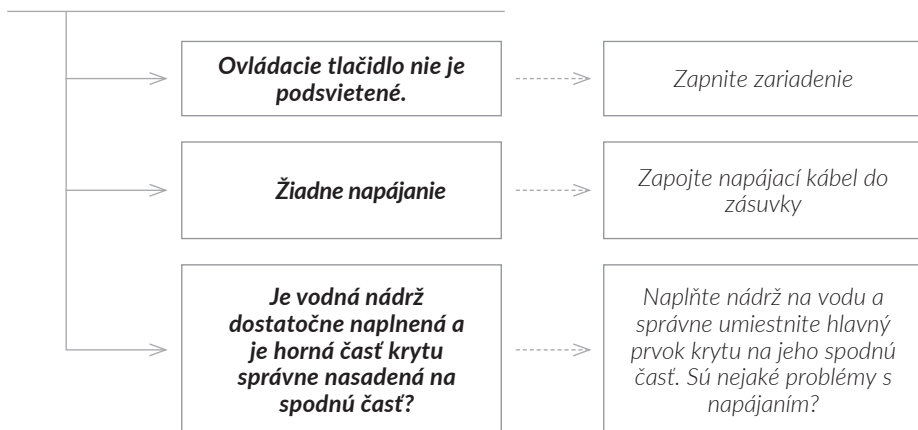 Ovládacie tlačidlo nie je
podsvietené.
Zapnite zariadenie
Žiadne napájanie
Zapojte napájací kábel do
zásuvky
Je vodná nádrž
dostatočne naplnená a
je horná časť krytu
správne nasadená na
spodnú časť?
Naplňte nádrž na vodu a
správne umiestnite hlavný
prvok krytu na jeho spodnú
časť. Sú nejaké problémy s
napájaním?